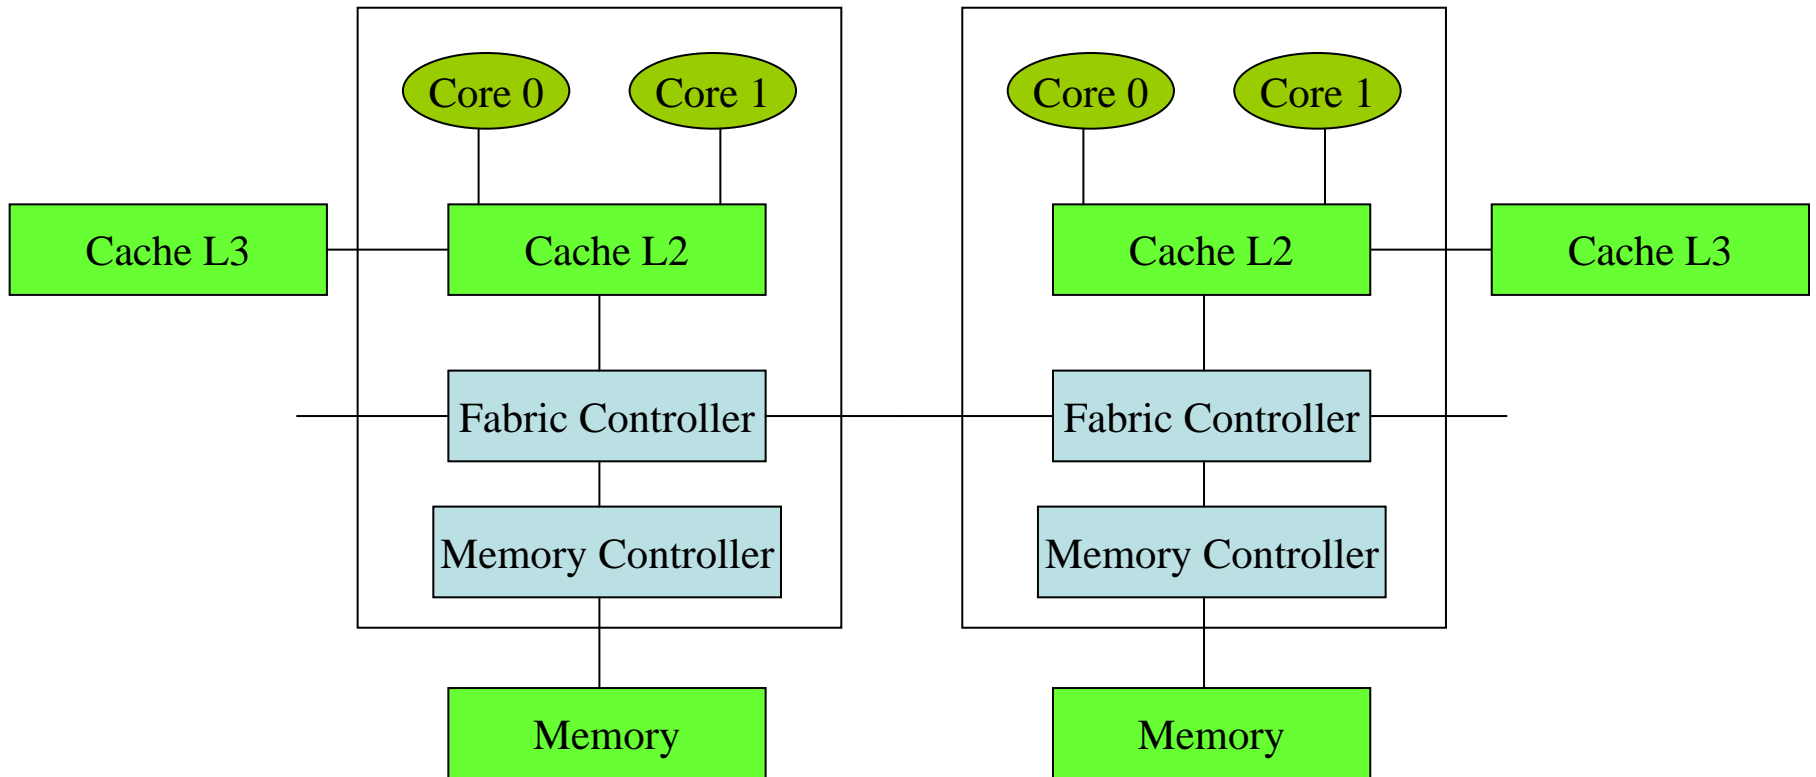 Core 0
Core 1
Core 0
Core 1
Cache L3
Cache L2
Cache L2
Cache L3
Fabric Controller
Fabric Controller
Memory Controller
Memory Controller
Memory
Memory